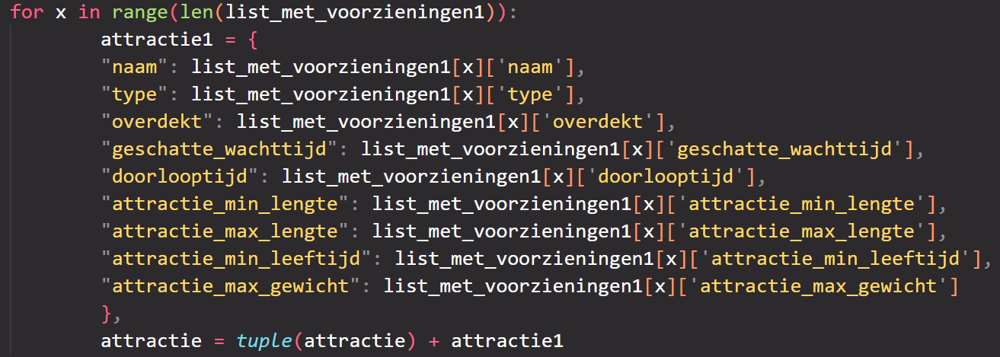 for x in range(len(list_met_voorzieningen1)):
        attractie1 = {
        "naam": list_met_voorzieningen1[x]['naam'],
        "type": list_met_voorzieningen1[x]['type'],
        "overdekt": list_met_voorzieningen1[x]['overdekt'],
        "geschatte_wachttijd": list_met_voorzieningen1[x]['geschatte_wachttijd'],
        "doorlooptijd": list_met_voorzieningen1[x]['doorlooptijd'],
        "attractie_min_lengte": list_met_voorzieningen1[x]['attractie_min_lengte'],
        "attractie_max_lengte": list_met_voorzieningen1[x]['attractie_max_lengte'],
        "attractie_min_leeftijd": list_met_voorzieningen1[x]['attractie_min_leeftijd'],
        "attractie_max_gewicht": list_met_voorzieningen1[x]['attractie_max_gewicht']
        },
        attractie = tuple(attractie) + attractie1